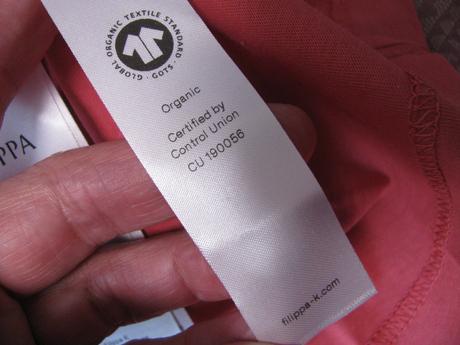 GLOBAL ORGANIC TEXTILE STANDARD · GOTS ·
Organic
Certified by
Control Union
CU 190056
filippa-k.com
PPA